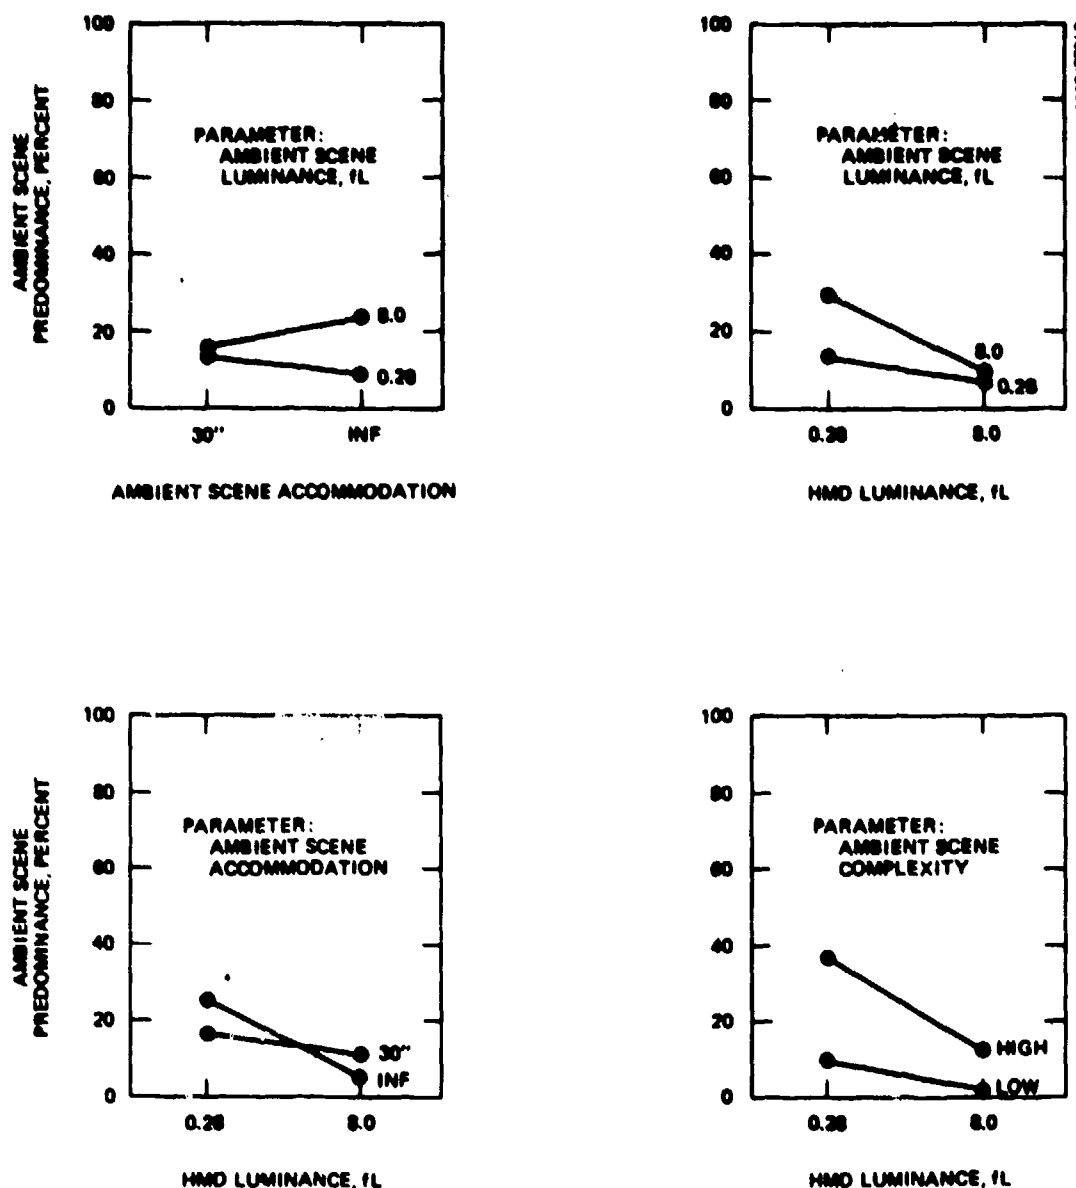 100
80
60
40
20
0
AMBIENT SCENE
PREDOMINANCE, PERCENT
PARAMETER:
AMBIENT SCENE
LUMINANCE, fL
8.0
0.28
30"
INF
AMBIENT SCENE ACCOMMODATION
100
80
60
40
20
0
PARAMETER:
AMBIENT SCENE
LUMINANCE, fL
8.0
0.28
0.28
8.0
HMD LUMINANCE, fL
100
80
60
40
20
0
AMBIENT SCENE
PREDOMINANCE, PERCENT
PARAMETER:
AMBIENT SCENE
ACCOMMODATION
30"
INF
0.28
8.0
HMD LUMINANCE, fL
100
80
60
40
20
0
PARAMETER:
AMBIENT SCENE
COMPLEXITY
HIGH
LOW
0.28
8.0
HMD LUMINANCE, fL